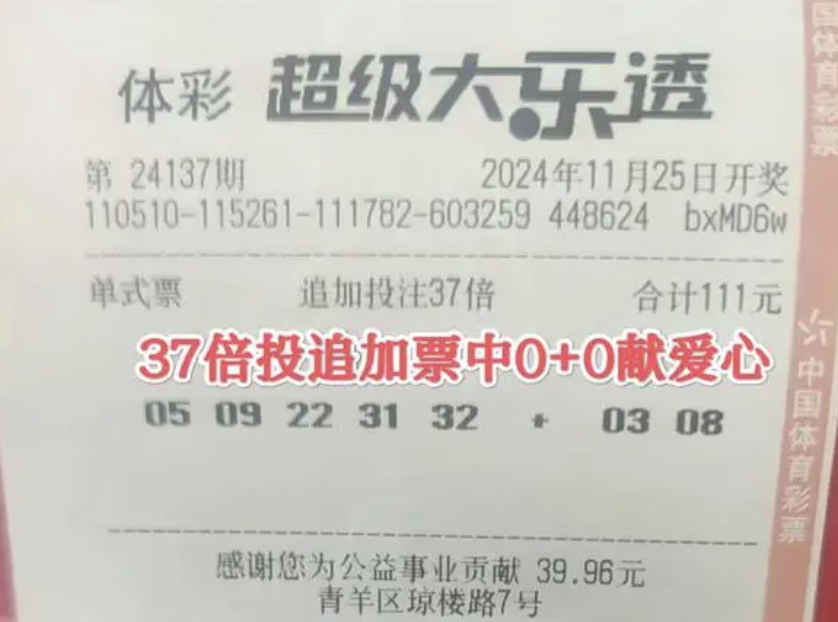 体彩 超级大乐透
第 24137期 2024年11月25日开奖
110510-115261-111782-603259 448624 bxMD6w
单式票 追加投注37倍 合计111元
37倍投追加票中0+0献爱心
05 09 22 31 32 + 03 08
感谢您为公益事业贡献 39.96元
青羊区琼楼路7号
国体育彩票
中国体育彩票